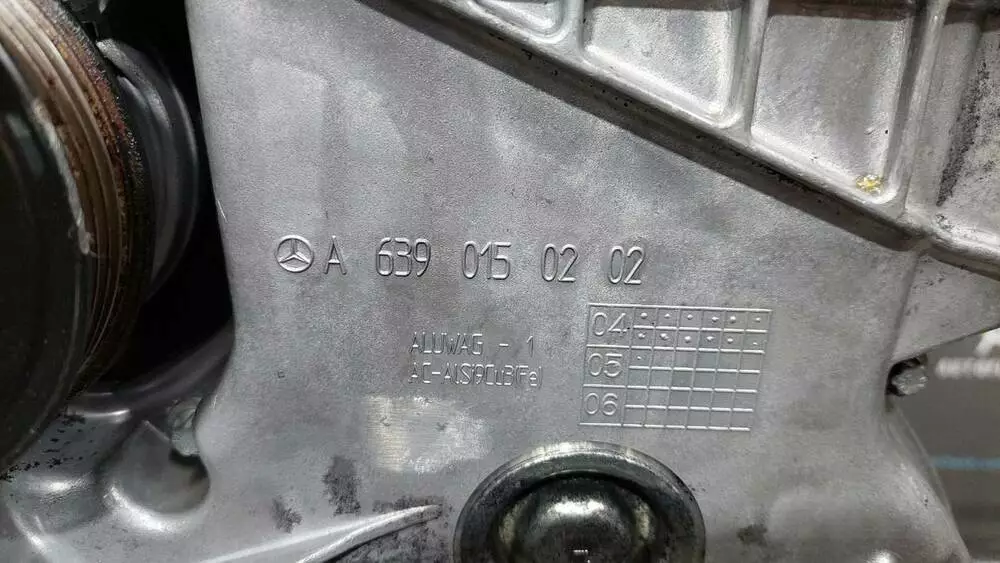 A 639 015 02 02
ALUWAG - 1
AC-AlSi9Cu3(Fe)
04
05
06